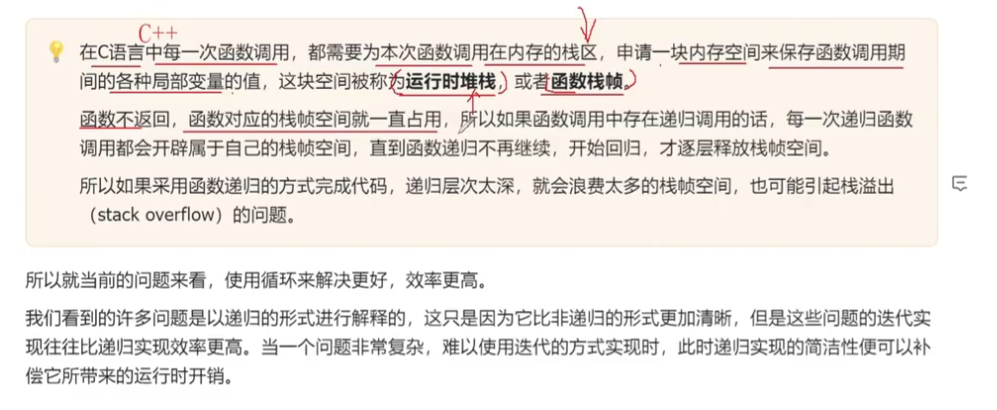 C++
在C语言中每一次函数调用，都需要为本次函数调用在内存的栈区，申请一块内存空间来保存函数调用期
间的各种局部变量的值，这块空间被称为运行时堆栈，或者函数栈帧。
函数不返回，函数对应的栈帧空间就一直占用，所以如果函数调用中存在递归调用的话，每一次递归函数
调用都会开辟属于自己的栈帧空间，直到函数递归不再继续，开始回归，才逐层释放栈帧空间。
所以如果采用函数递归的方式完成代码，递归层次太深，就会浪费太多的栈帧空间，也可能引起栈溢出
（stack overflow）的问题。
所以就当前的问题来看，使用循环来解决更好，效率更高。
我们看到的许多问题是以递归的形式进行解释的，这只是因为它比非递归的形式更加清晰，但是这些问题的迭代实
现往往比递归实现效率更高。当一个问题非常复杂，难以使用迭代的方式实现时，此时递归实现的简洁性便可以补
偿它所带来的运行时开销。